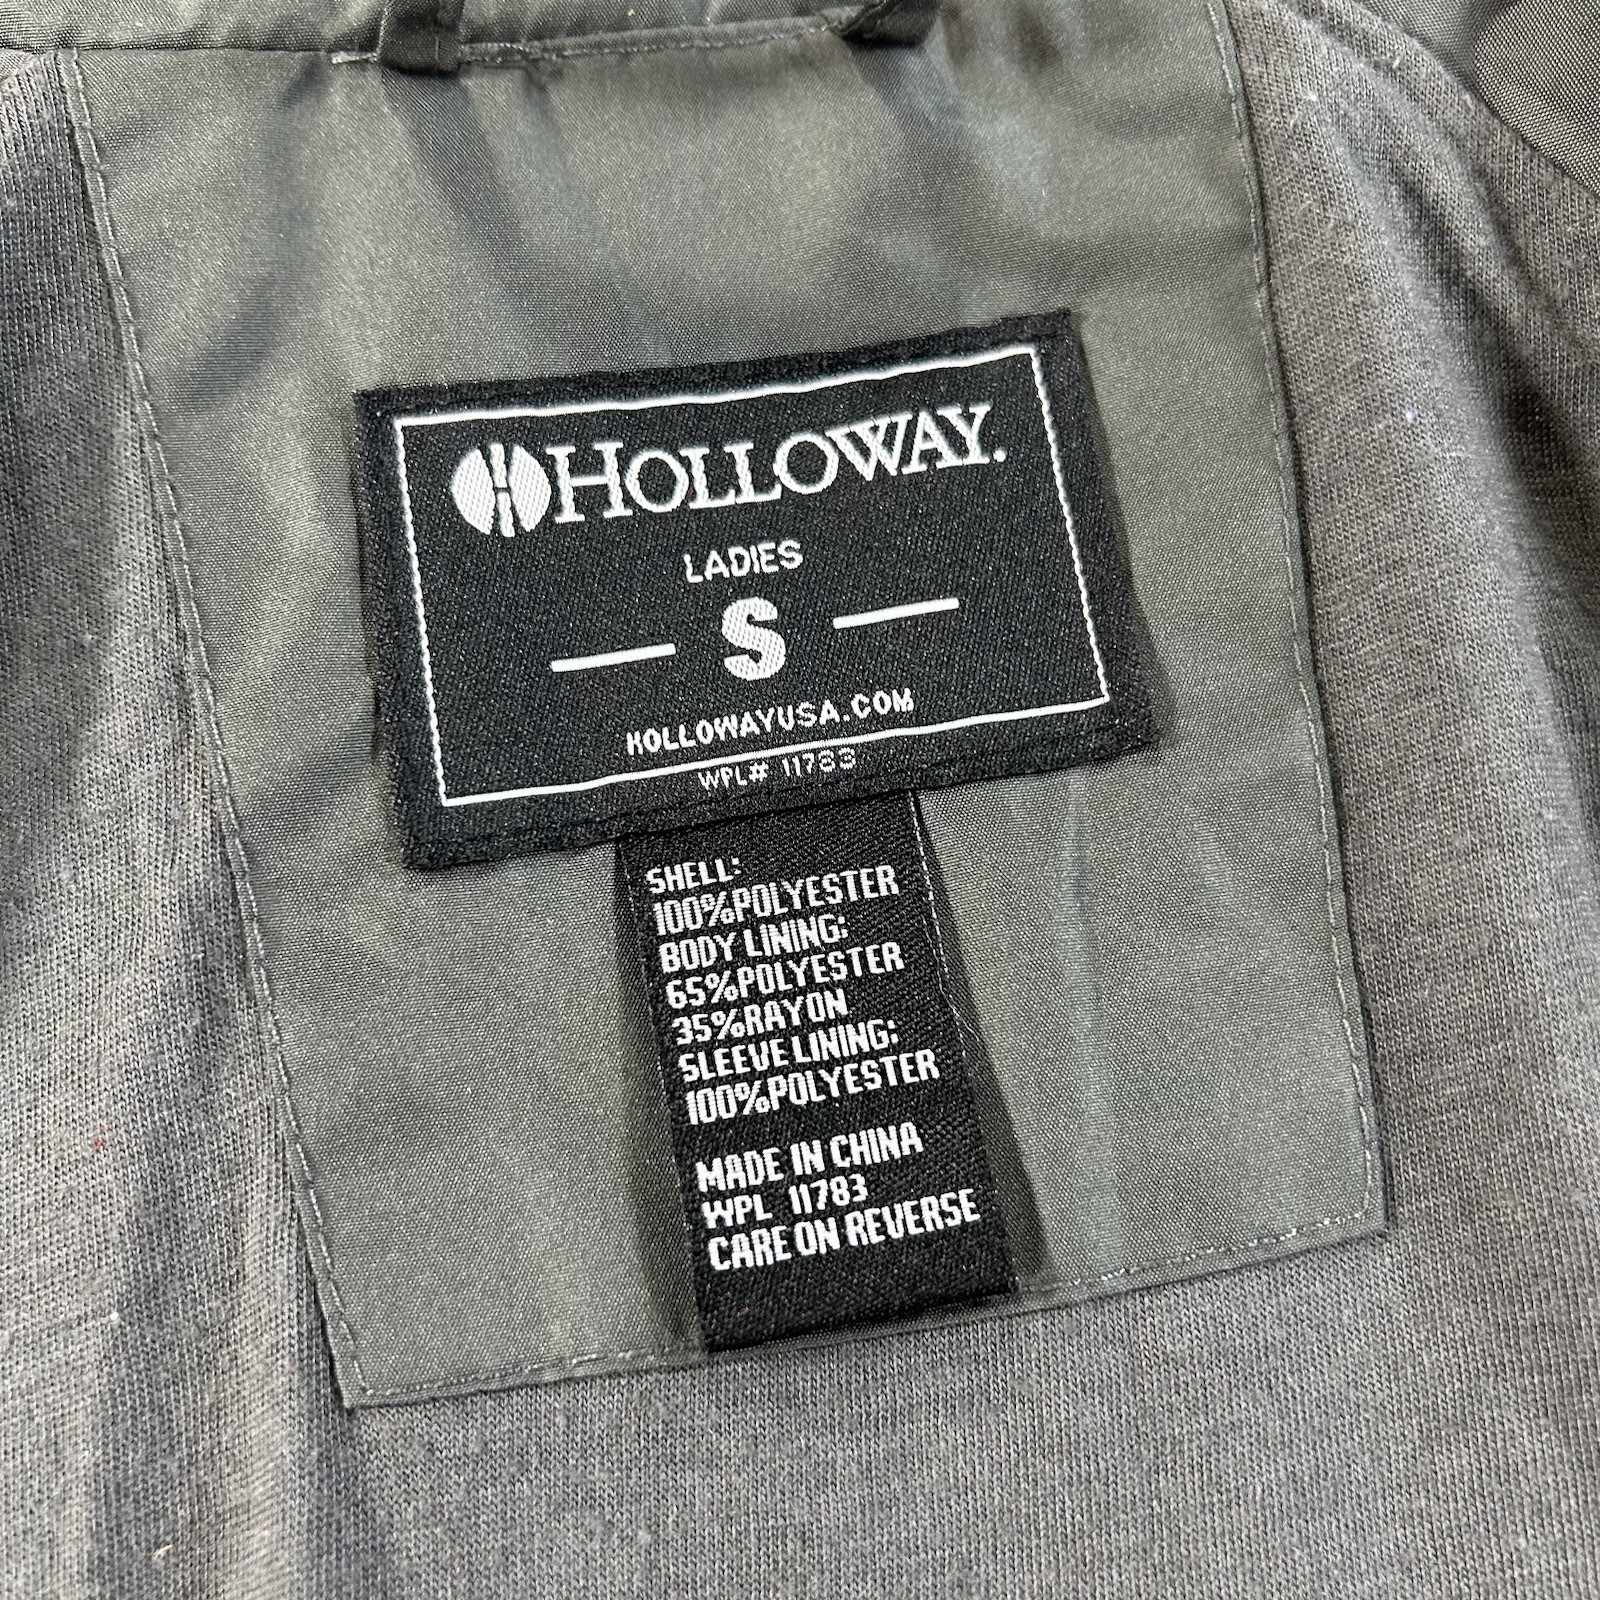 HOLLOWAY.
LADIES
S
HOLLOWAYUSA.COM
WPL# 11783
SHELL:
100%POLYESTER
BODY LINING:
65%POLYESTER
35%RAYON
SLEEVE LINING:
100%POLYESTER
MADE IN CHINA
WPL 11783
CARE ON REVERSE